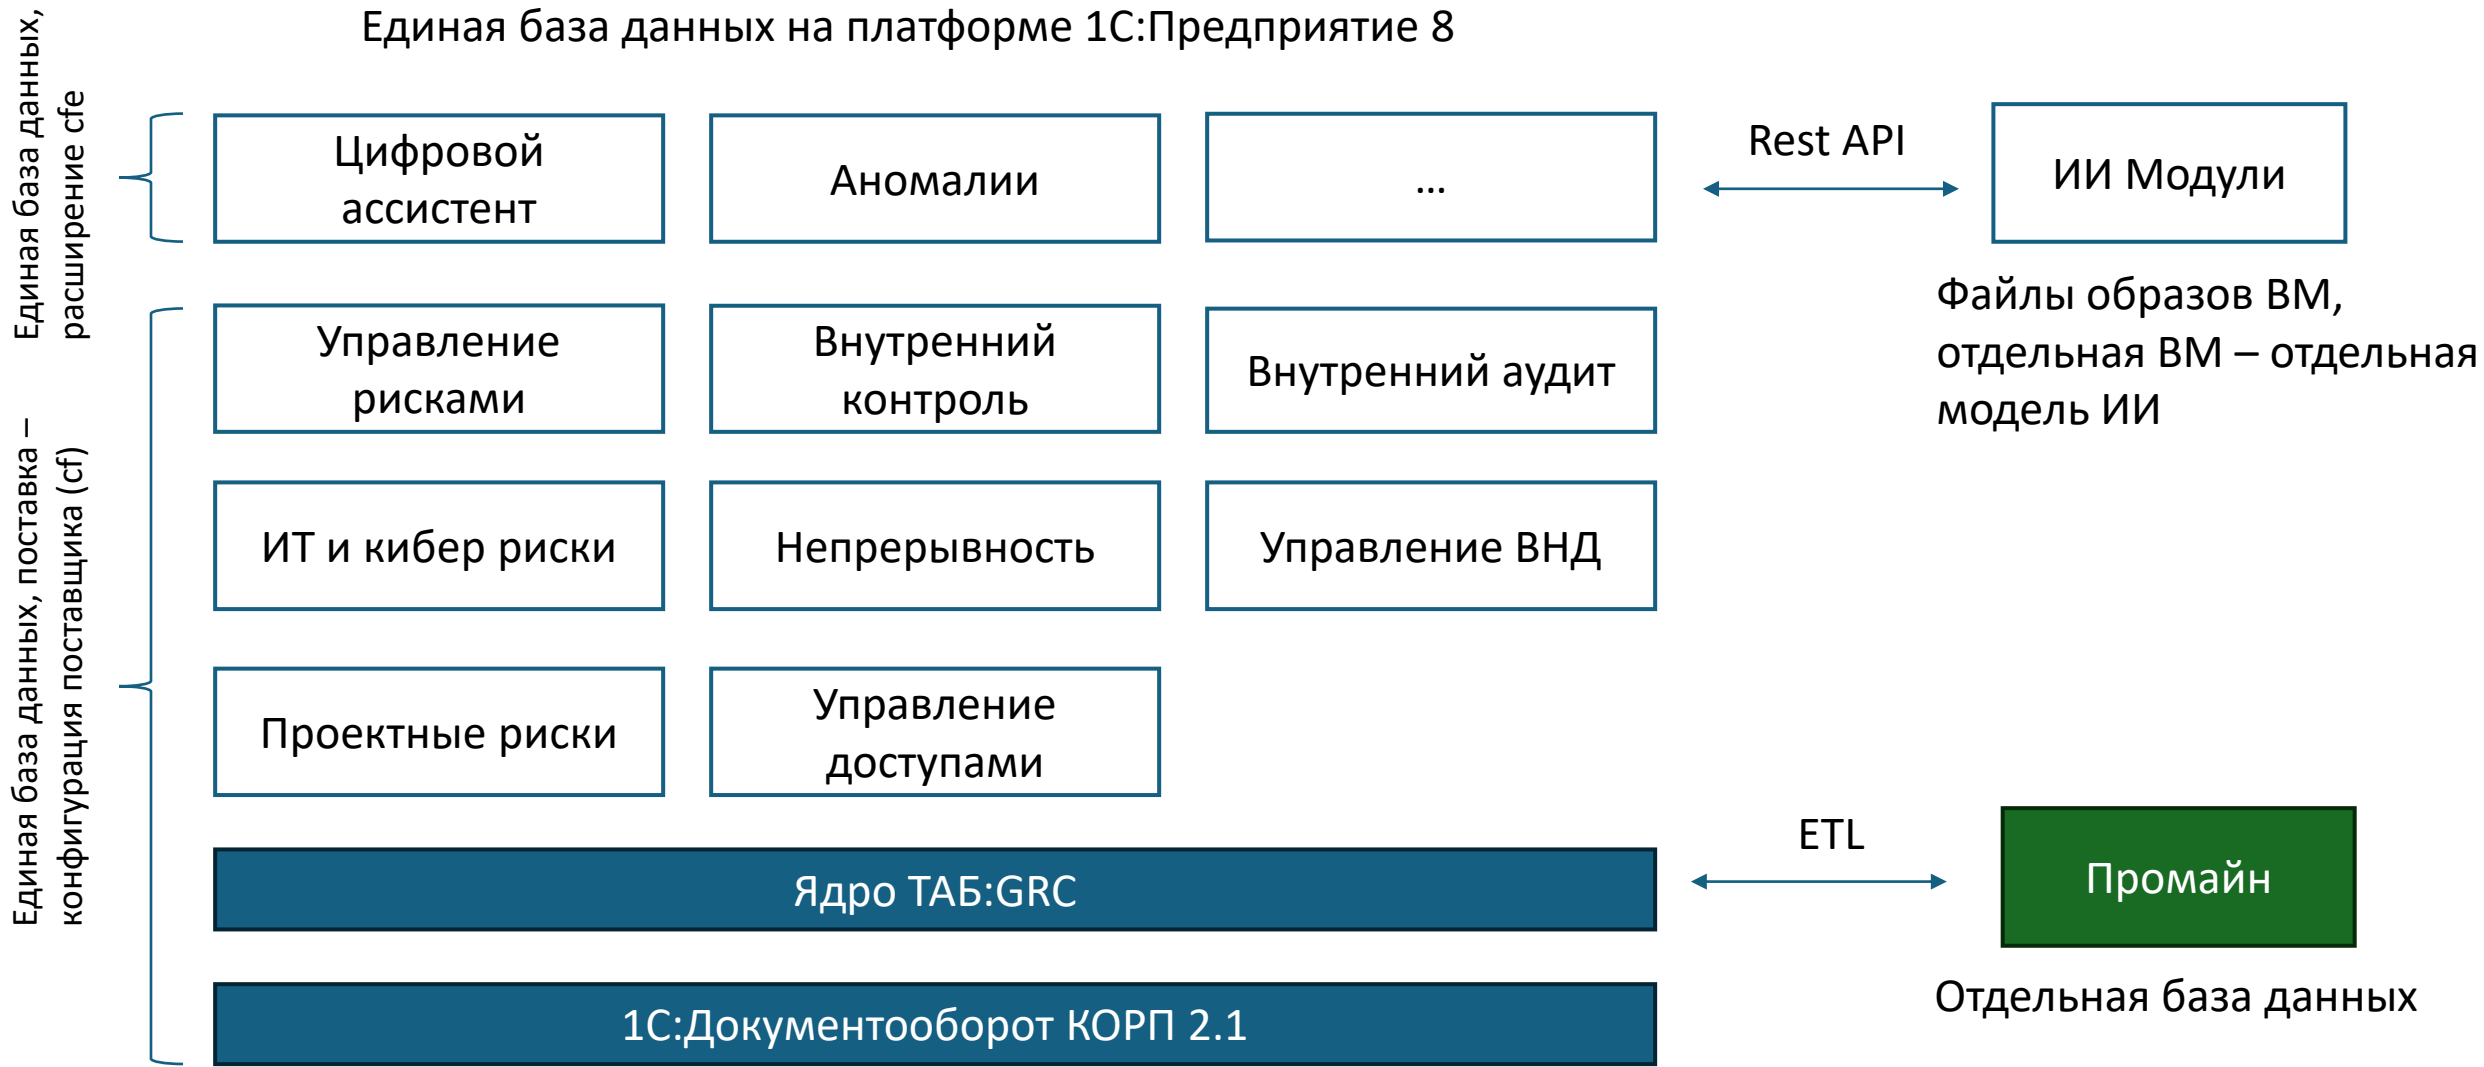 Единая база данных на платформе 1С:Предприятие 8
Единая база данных,
расширение cfe
Цифровой
ассистент
Аномалии
...
Rest API
ИИ Модули
Файлы образов ВМ,
отдельная ВМ – отдельная
модель ИИ
Единая база данных, поставка –
конфигурация поставщика (cf)
Управление
рисками
Внутренний
контроль
Внутренний аудит
ИТ и кибер риски
Непрерывность
Управление ВНД
Проектные риски
Управление
доступами
Ядро ТАБ:GRC
ETL
Промайн
Отдельная база данных
1С:Документооборот КОРП 2.1